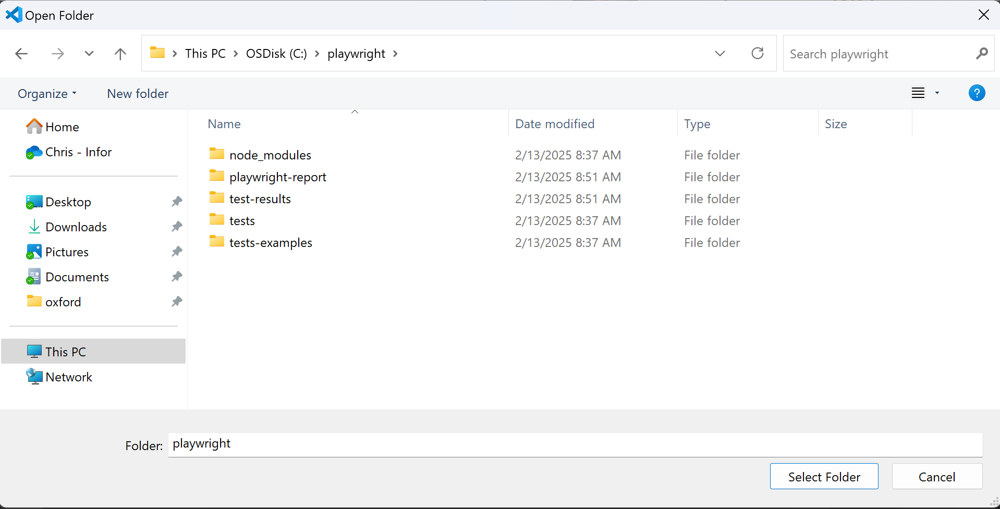 Open Folder
This PC > OSDisk (C:) > playwright >
Search playwright
Organize
New folder
?
Home
Chris - Infor
Desktop
Downloads
Pictures
Documents
oxford
This PC
Network
Name Date modified Type Size
node_modules 2/13/2025 8:37 AM File folder
playwright-report 2/13/2025 8:51 AM File folder
test-results 2/13/2025 8:51 AM File folder
tests 2/13/2025 8:37 AM File folder
tests-examples 2/13/2025 8:37 AM File folder
Folder: playwright
Select Folder
Cancel